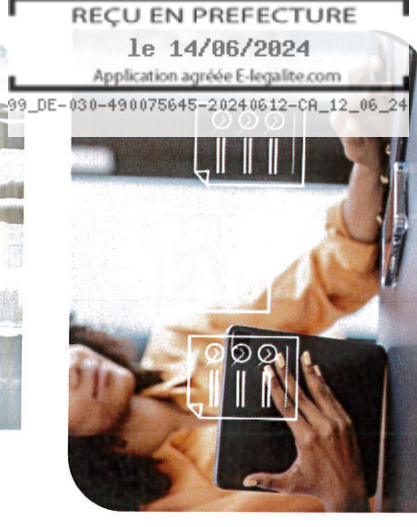 REÇU EN PREFECTURE
le 14/06/2024
Application agréée E-legalite.com
99_DE-030-490075645-20240612-CA_12_06_24